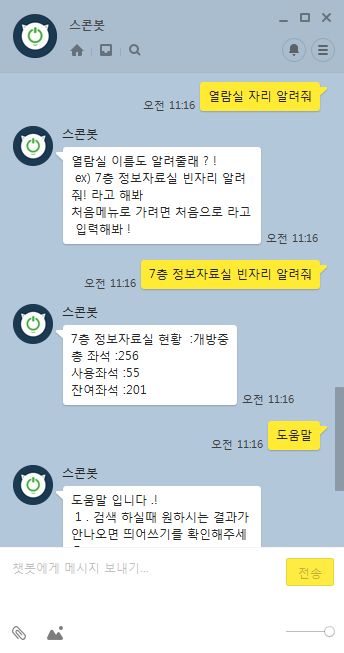 스콘봇
열람실 자리 알려줘
오전 11:16
스콘봇
열람실 이름도 알려줄래 ? !
ex) 7층 정보자료실 빈자리 알려
줘! 라고 해봐
처음메뉴로 가려면 처음으로 라고
입력해봐 !
오전 11:16
7층 정보자료실 빈자리 알려줘
오전 11:16
스콘봇
7층 정보자료실 현황 :개방중
총 좌석 :256
사용좌석 :55
잔여좌석 :201
오전 11:16
도움말
오전 11:16
스콘봇
도움말 입니다 .!
1 . 검색 하실때 원하시는 결과가
안나오면 띄어쓰기를 확인해주세
챗봇에게 메시지 보내기...
전송